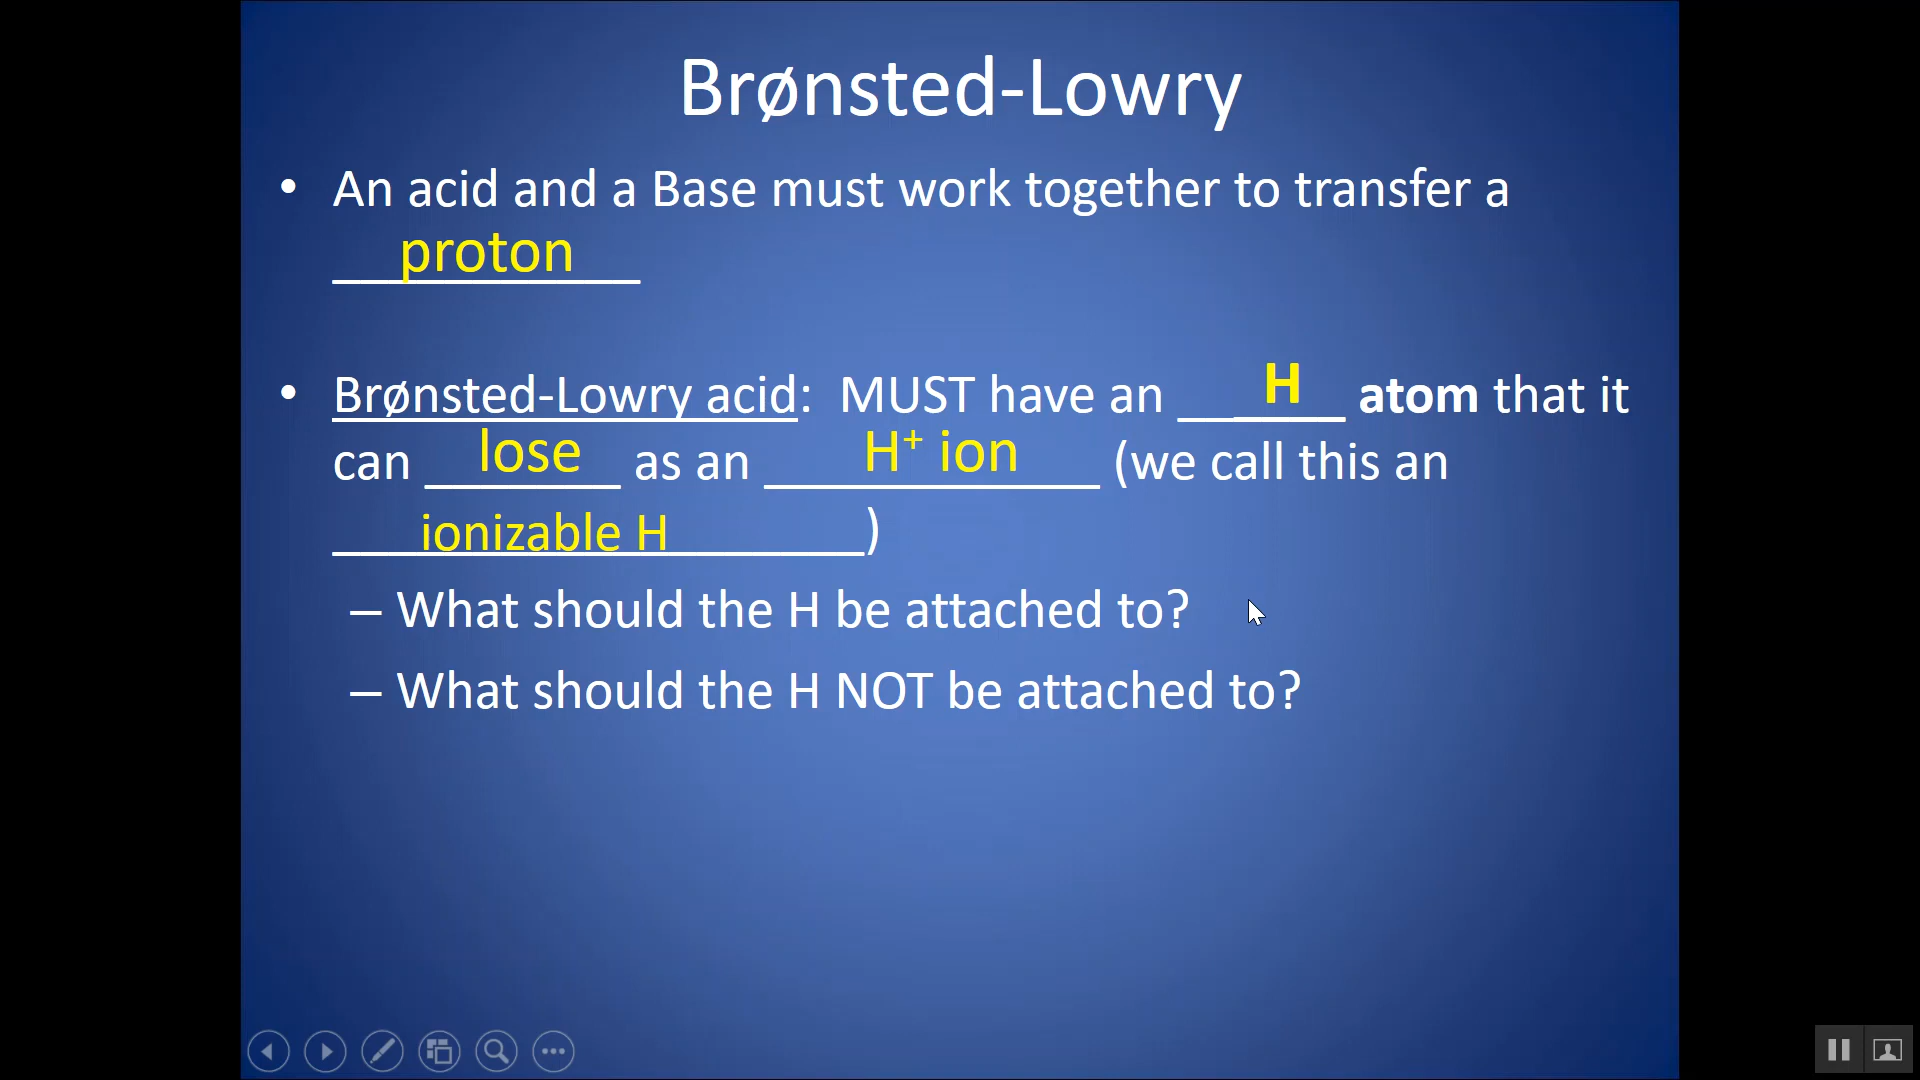 Brønsted-Lowry
• An acid and a Base must work together to transfer a
proton
• Brønsted-Lowry acid: MUST have an H atom that it
can lose as an H⁺ ion (we call this an
ionizable H)
– What should the H be attached to?
– What should the H NOT be attached to?